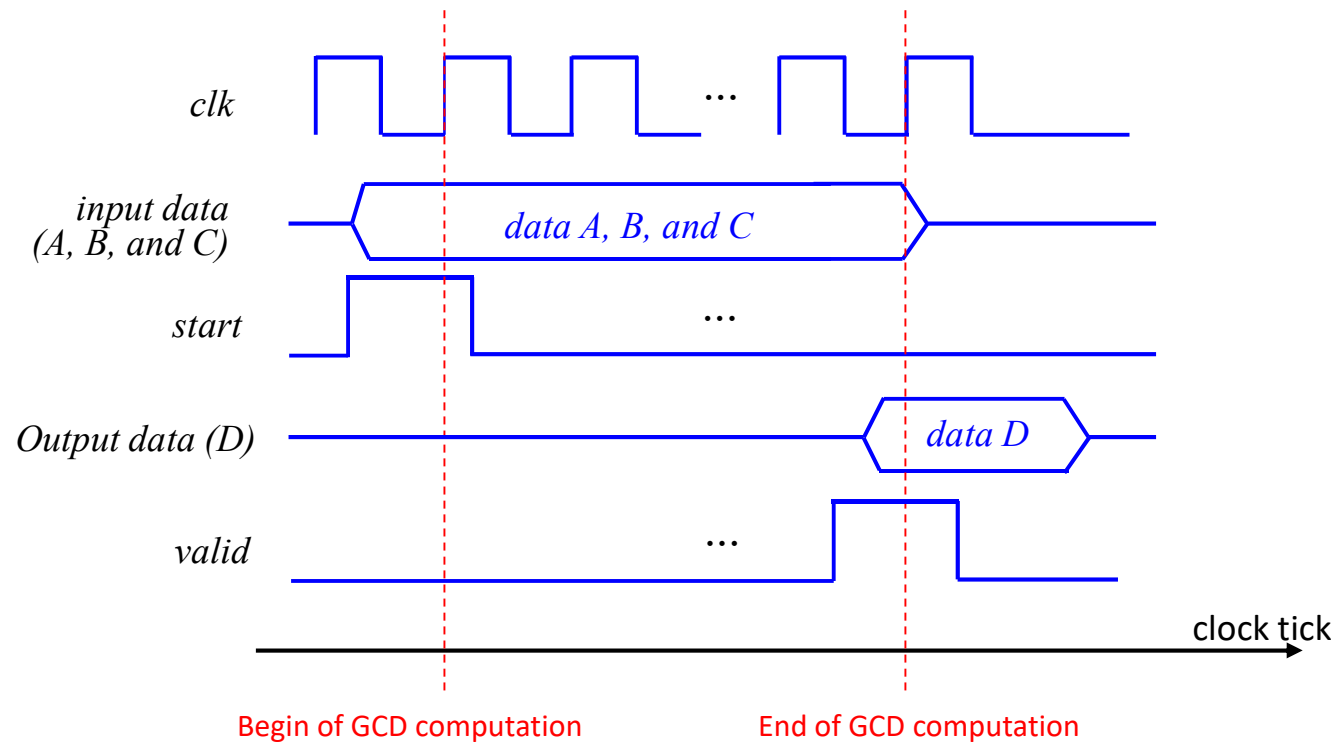 clk
...
input data
(A, B, and C)
data A, B, and C
start
...
Output data (D)
data D
valid
...
clock tick
Begin of GCD computation
End of GCD computation